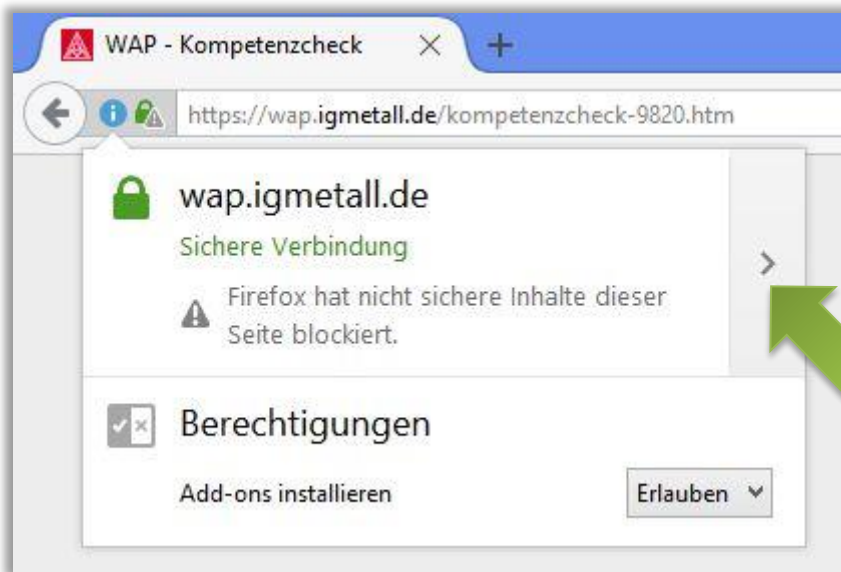 WAP - Kompetenzcheck
https://wap.igmetall.de/kompetenzcheck-9820.htm
wap.igmetall.de
Sichere Verbindung
Firefox hat nicht sichere Inhalte dieser
Seite blockiert.
Berechtigungen
Add-ons installieren Erlauben